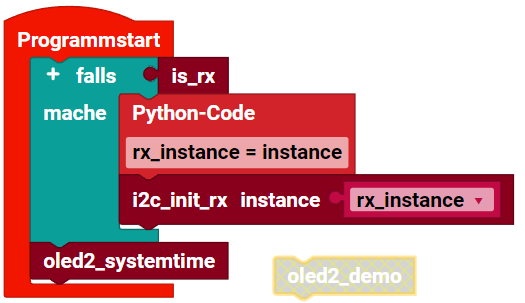 Programmstart
+ falls is_rx
mache Python-Code
rx_instance = instance
i2c_init_rx instance rx_instance ▾
oled2_systemtime
oled2_demo